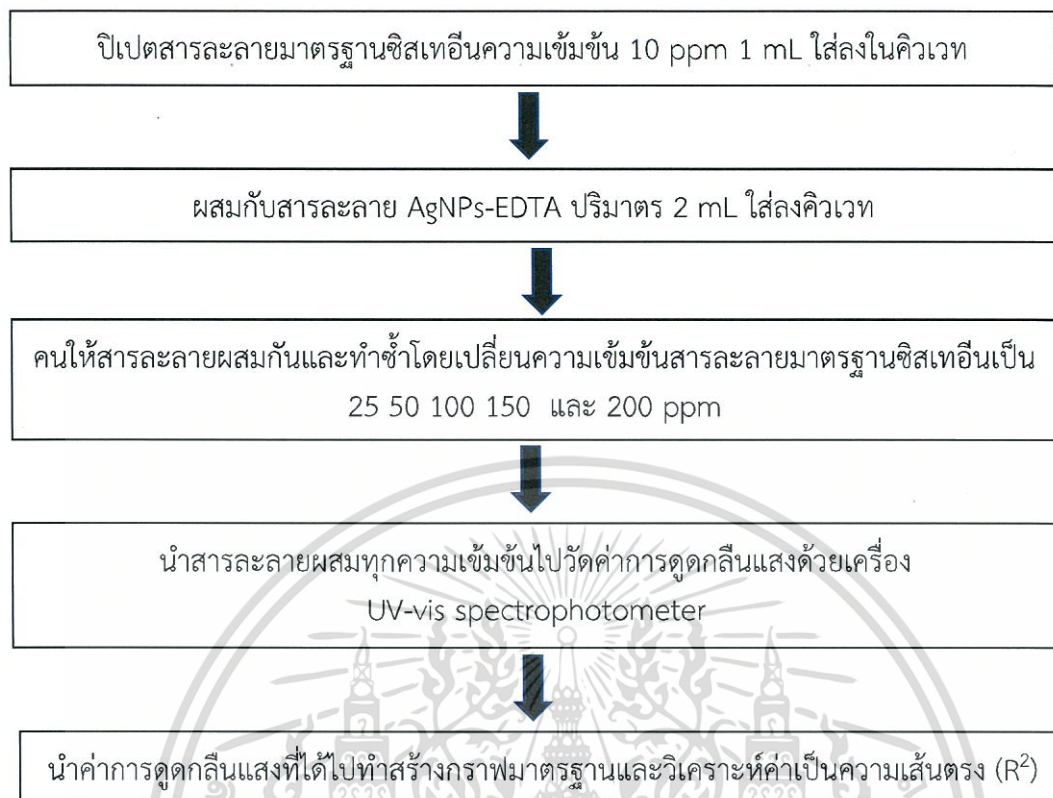 ปิเปตสารละลายมาตรฐานซิสเทอีนความเข้มข้น 10 ppm 1 mL ใส่ลงในคิวเวท
ผสมกับสารละลาย AgNPs-EDTA ปริมาตร 2 mL ใส่ลงคิวเวท
คนให้สารละลายผสมกันและทำซ้ำโดยเปลี่ยนความเข้มข้นสารละลายมาตรฐานซิสเทอีนเป็น
25 50 100 150 และ 200 ppm
นำสารละลายผสมทุกความเข้มข้นไปวัดค่าการดูดกลืนแสงด้วยเครื่อง
UV-vis spectrophotometer
นำค่าการดูดกลืนแสงที่ได้ไปทำสร้างกราฟมาตรฐานและวิเคราะห์ค่าเป็นความเส้นตรง (R²)